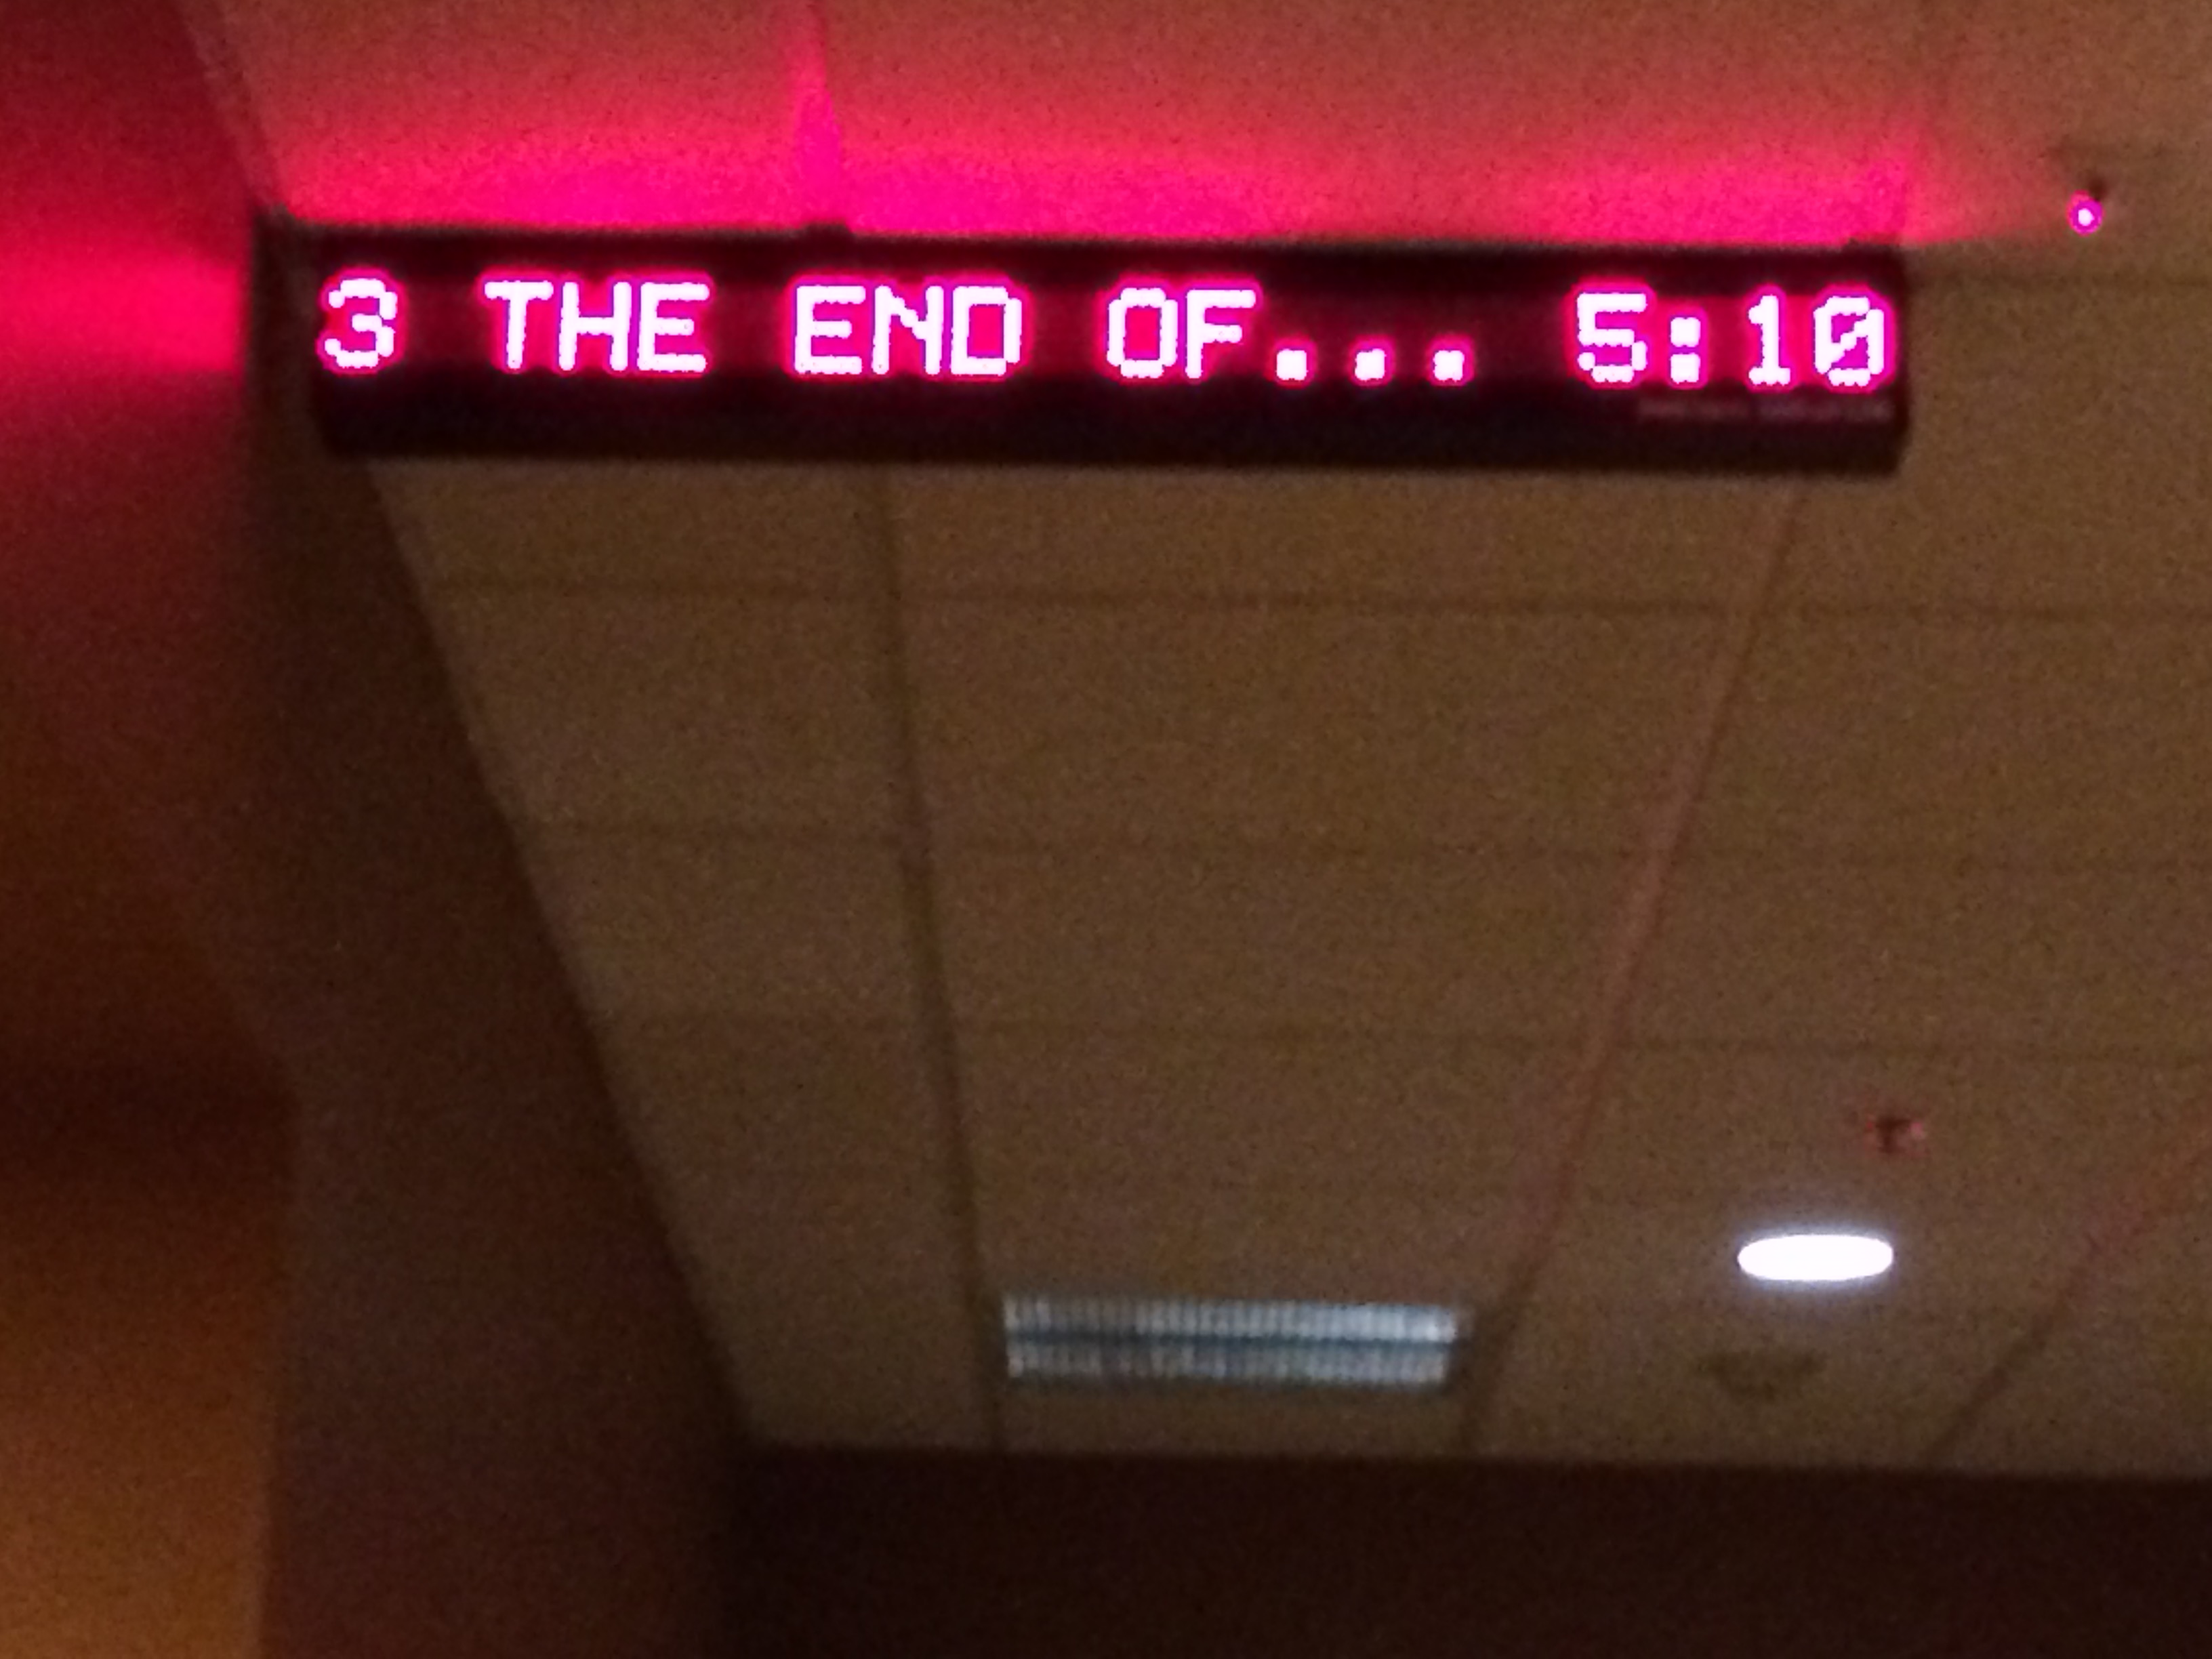 3 THE END OF... 5:10